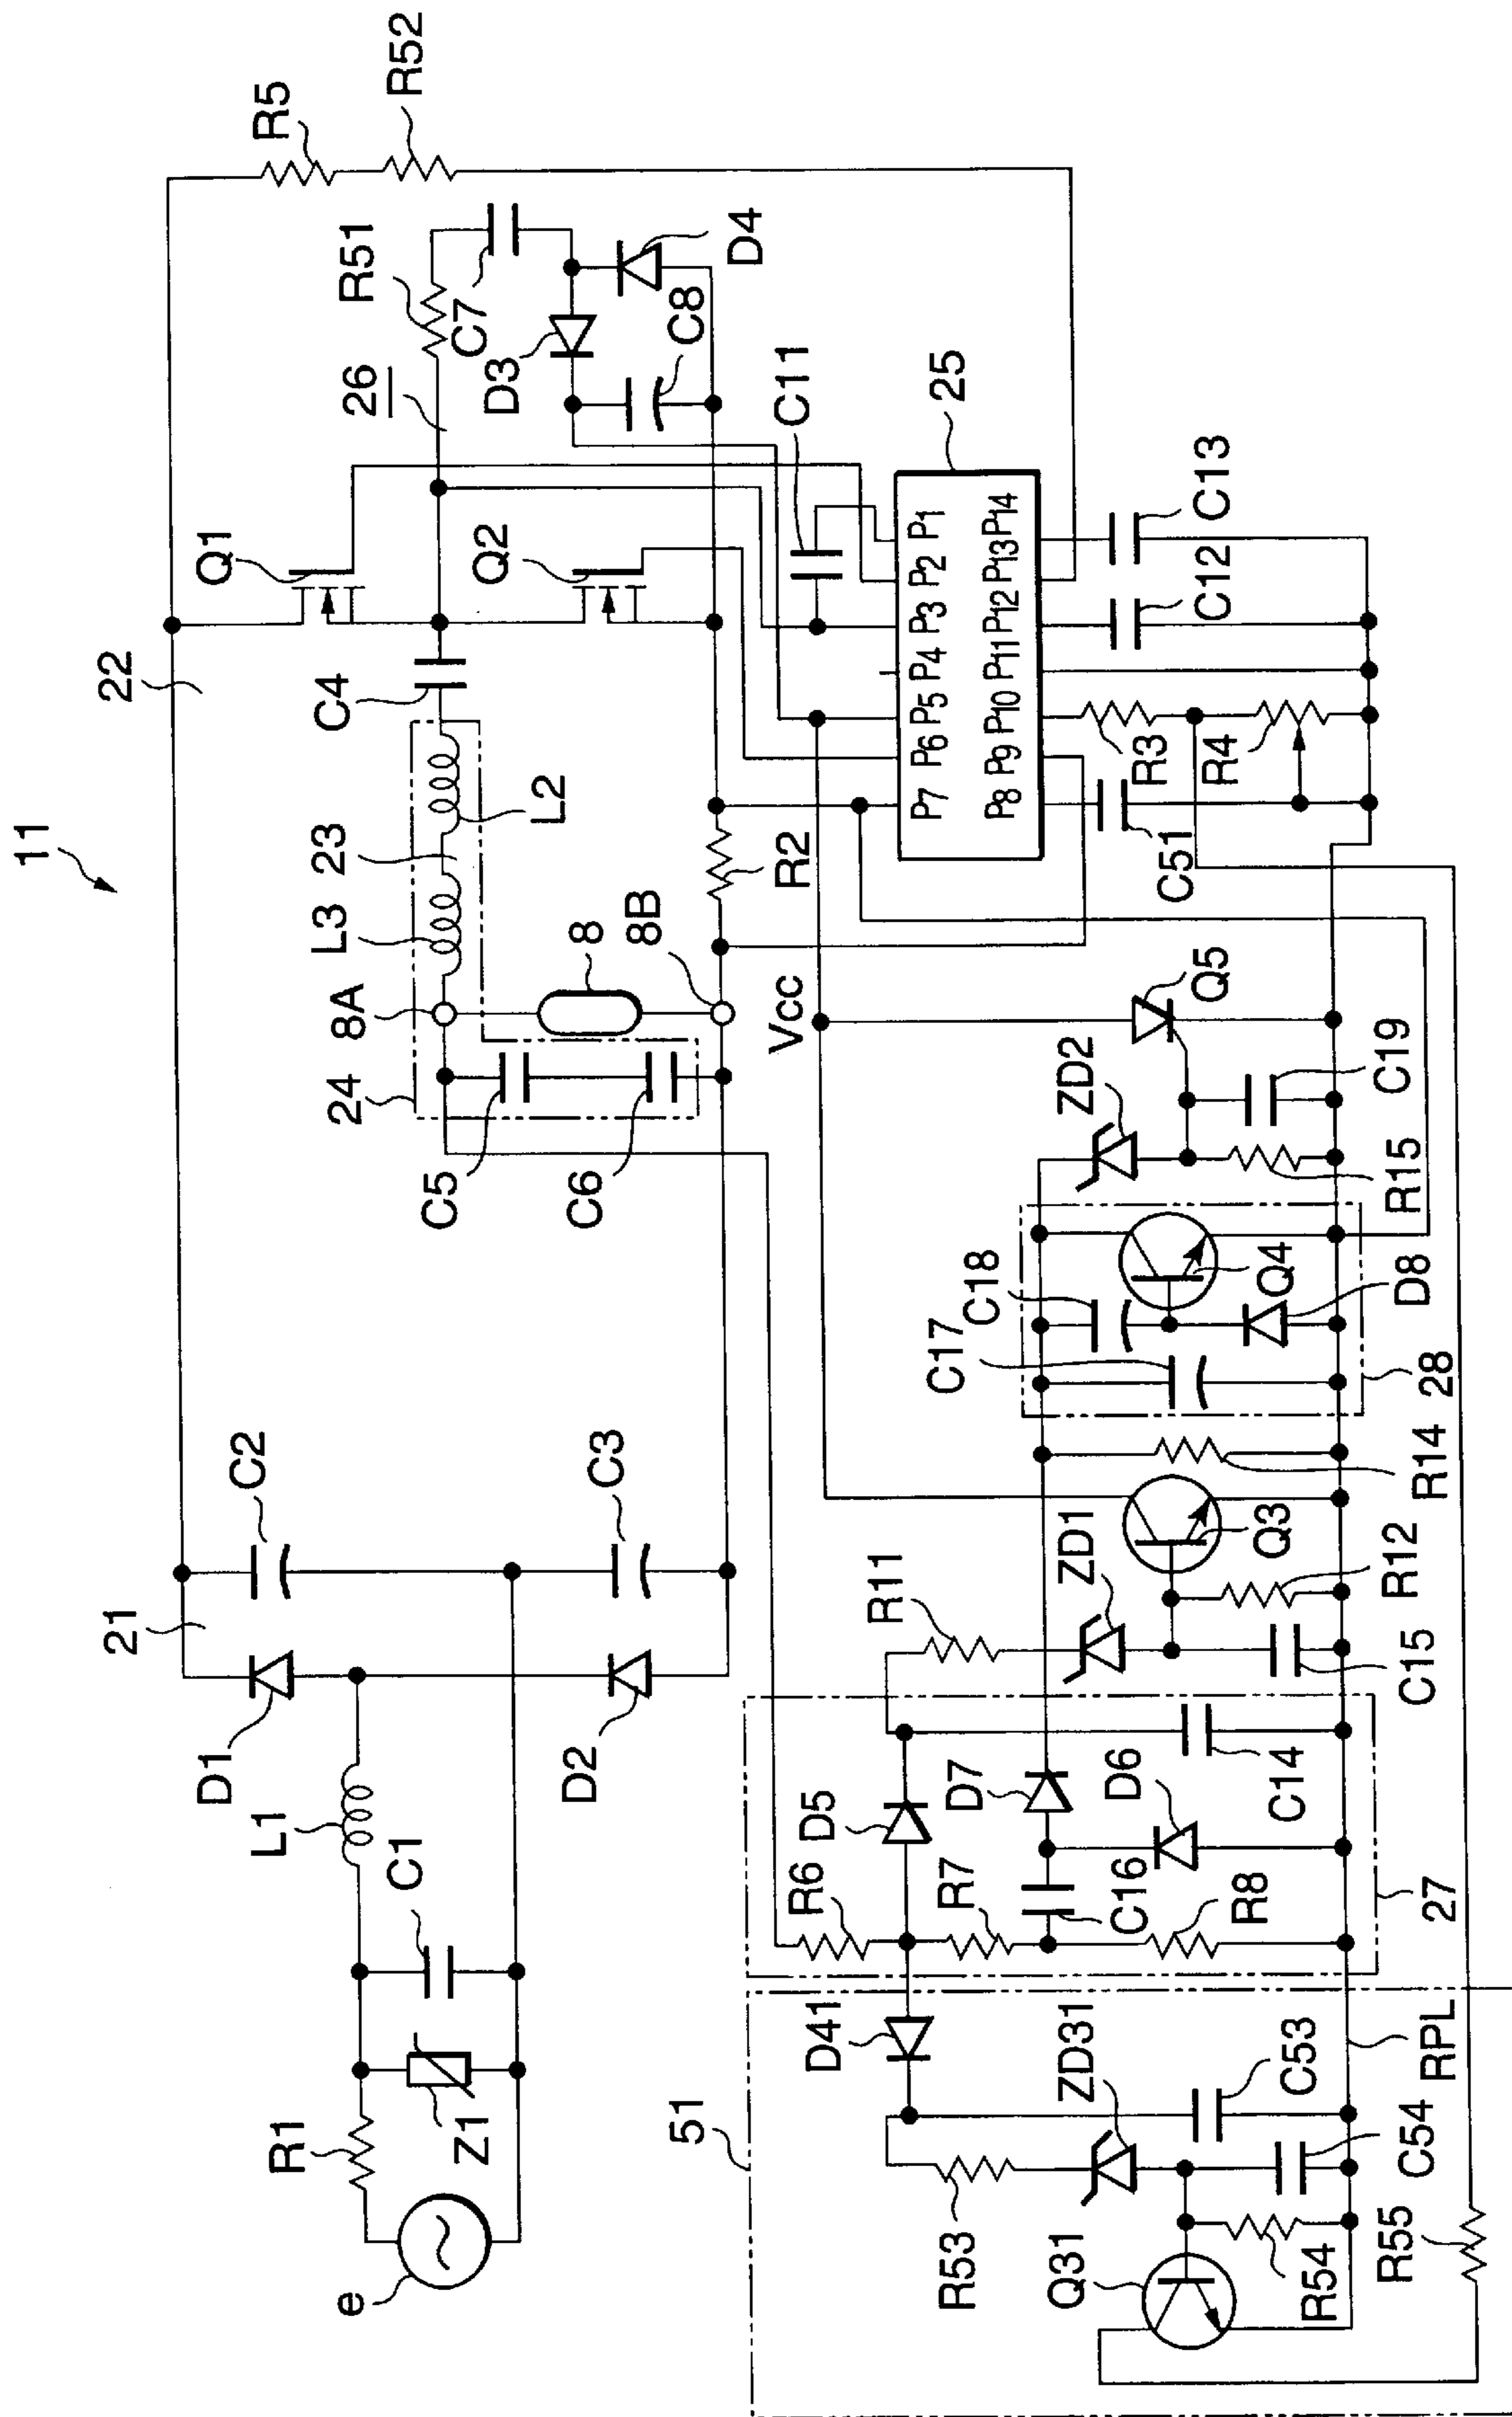 11
R5
R52
Q1
22
R51
26
C7
D4
D3
C8
Q2
C4
L2
23
L3
24
8A
8
8B
R2
C5
C6
C11
25
P1
P2
P3
P4
P5
P6
P7
P8
P9
P10
P11
P12
P13
P14
C13
C12
R3
R4
C51
Vcc
21
C2
C3
D1
D2
L1
C1
R1
Z1
e
Q5
ZD2
C19
R15
C18
C17
Q4
D8
28
R14
Q3
ZD1
R11
R12
C15
C14
D7
D6
D5
R6
R7
C16
R8
27
D41
51
ZD31
C53
RPL
C54
R53
Q31
R54
R55